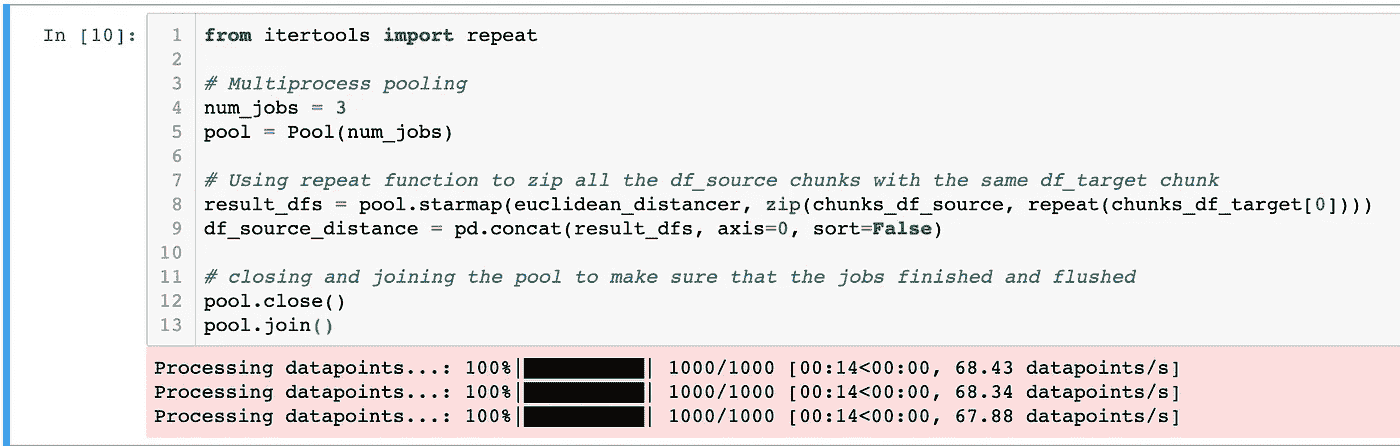 In [10]:
1 from itertools import repeat
2
3 # Multiprocess pooling
4 num_jobs = 3
5 pool = Pool(num_jobs)
6
7 # Using repeat function to zip all the df_source chunks with the same df_target chunk
8 result_dfs = pool.starmap(euclidean_distancer, zip(chunks_df_source, repeat(chunks_df_target[0])))
9 df_source_distance = pd.concat(result_dfs, axis=0, sort=False)
10
11 # closing and joining the pool to make sure that the jobs finished and flushed
12 pool.close()
13 pool.join()
Processing datapoints...: 100%|██████████| 1000/1000 [00:14<00:00, 68.43 datapoints/s]
Processing datapoints...: 100%|██████████| 1000/1000 [00:14<00:00, 68.34 datapoints/s]
Processing datapoints...: 100%|██████████| 1000/1000 [00:14<00:00, 67.88 datapoints/s]